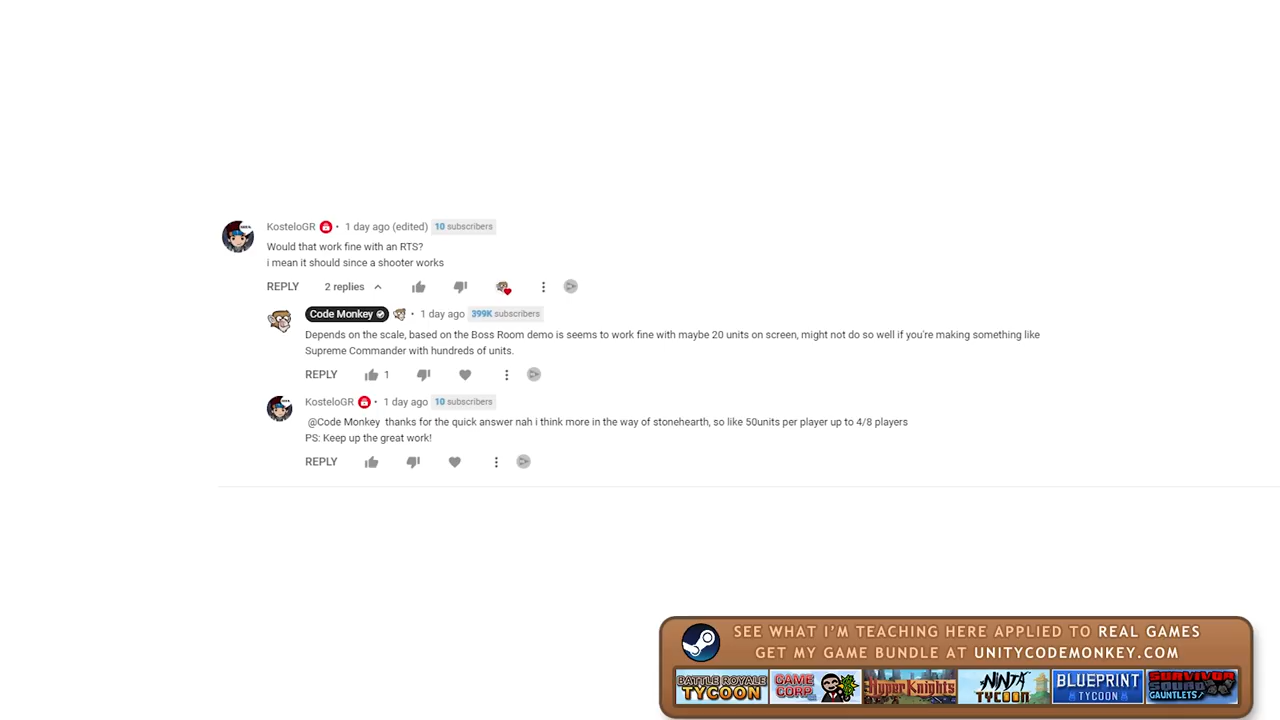 KosteloGR • 1 day ago (edited) 10 subscribers
Would that work fine with an RTS?
i mean it should since a shooter works
REPLY 2 replies
Code Monkey • 1 day ago 399K subscribers
Depends on the scale, based on the Boss Room demo is seems to work fine with maybe 20 units on screen, might not do so well if you're making something like
Supreme Commander with hundreds of units.
REPLY 1
KosteloGR • 1 day ago 10 subscribers
@Code Monkey thanks for the quick answer nah i think more in the way of stonehearth, so like 50units per player up to 4/8 players
PS: Keep up the great work!
REPLY
SEE WHAT I'M TEACHING HERE APPLIED TO REAL GAMES
GET MY GAME BUNDLE AT UNITYCODEMONKEY.COM
BATTLE ROYALE TYCOON
GAME CORP
HYPER KNIGHTS
NINJA TYCOON
BLUEPRINT TYCOON
SURVIVOR SQUAD GAUNTLETS!